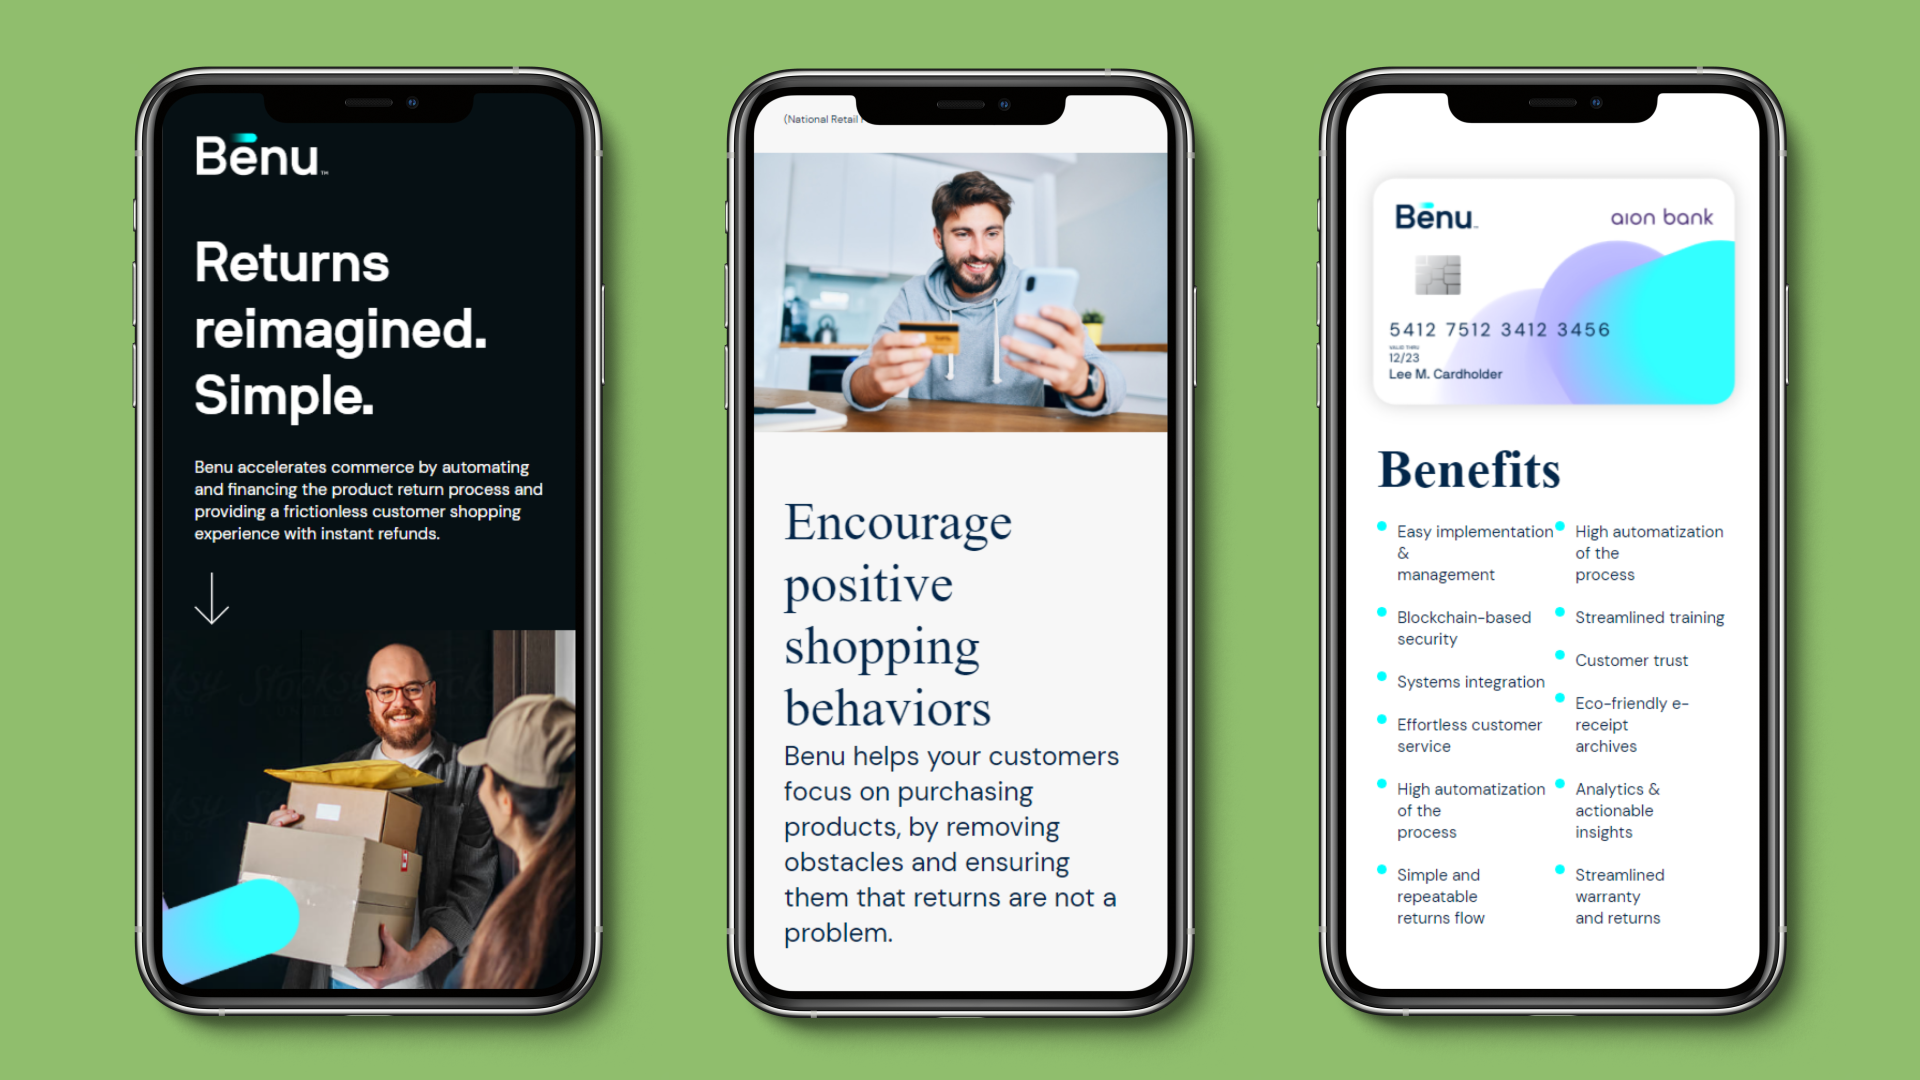 Benu™
Returns
reimagined.
Simple.
Benu accelerates commerce by automating
and financing the product return process and
providing a frictionless customer shopping
experience with instant refunds.
(National Retail
Encourage
positive
shopping
behaviors
Benu helps your customers
focus on purchasing
products, by removing
obstacles and ensuring
them that returns are not a
problem.
Benu
aion bank
5412 7512 3412 3456
VALID THRU
12/23
Lee M. Cardholder
Benefits
Easy implementation
&
management
Blockchain-based
security
Systems integration
Effortless customer
service
High automatization
of the
process
Simple and
repeatable
returns flow
High automatization
of the
process
Streamlined training
Customer trust
Eco-friendly e-
receipt
archives
Analytics &
actionable
insights
Streamlined
warranty
and returns